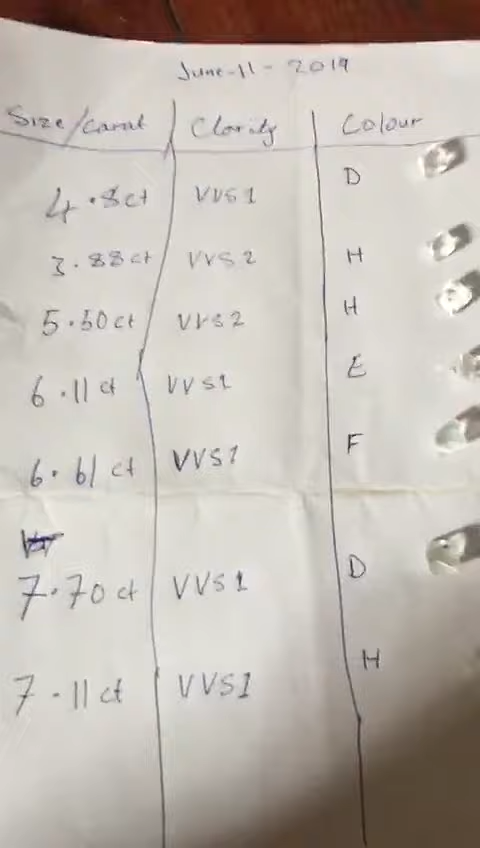 June-11-2019
Size/carat Clority Colour
4.8ct VVS1 D
3.88ct VVS2 H
5.50ct VVS2 H
6.11ct VVS1 E
6.61ct VVS1 F
7.70ct VVS1 D
7.11ct VVS1 H